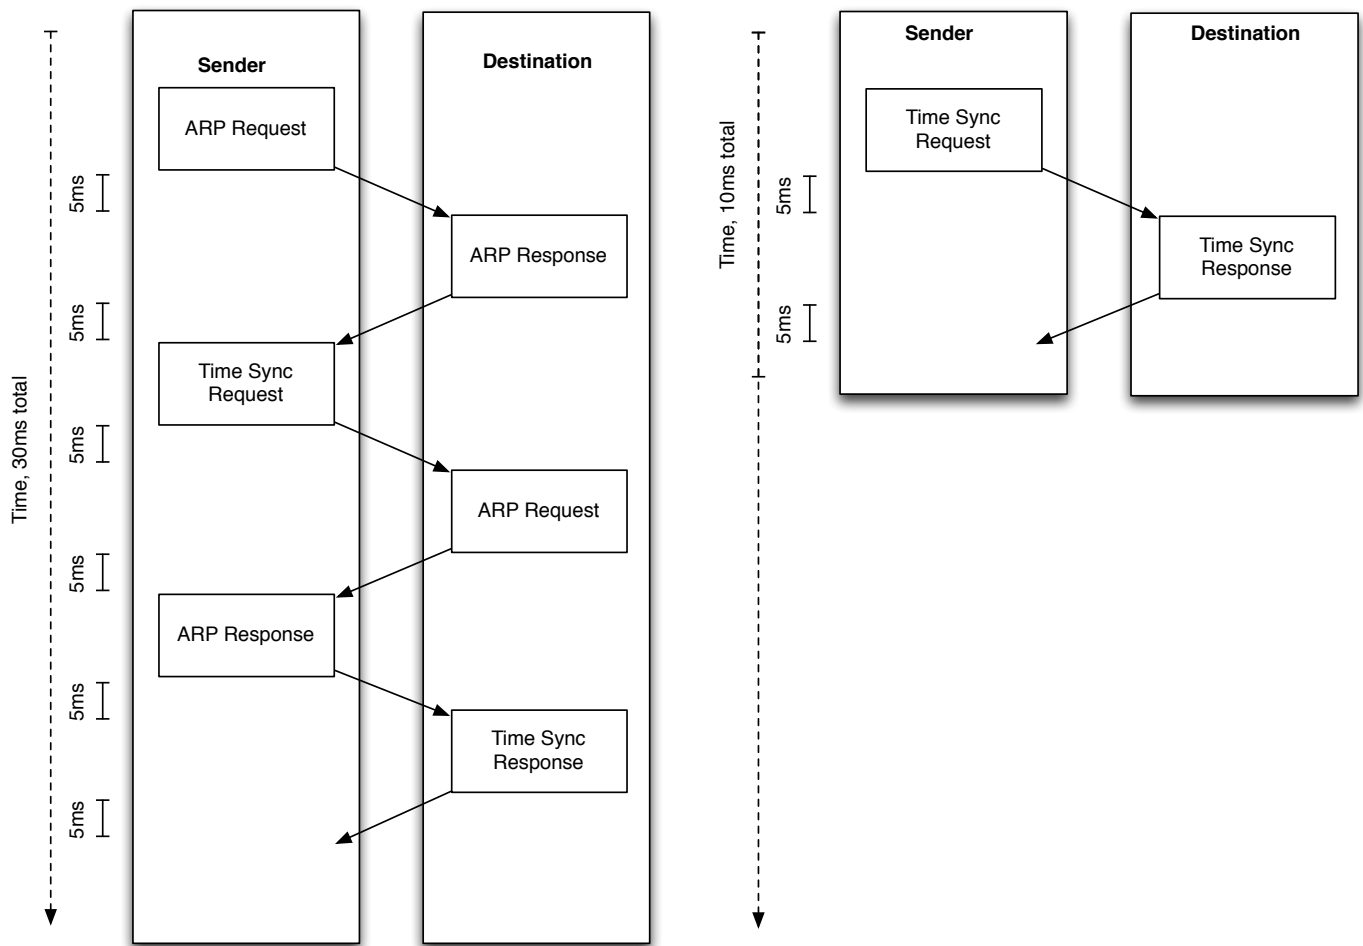 Time, 30ms total
Sender
Destination
ARP Request
5ms
ARP Response
5ms
Time Sync
Request
5ms
ARP Request
5ms
ARP Response
5ms
Time Sync
Response
5ms
Time, 10ms total
Sender
Destination
Time Sync
Request
5ms
Time Sync
Response
5ms